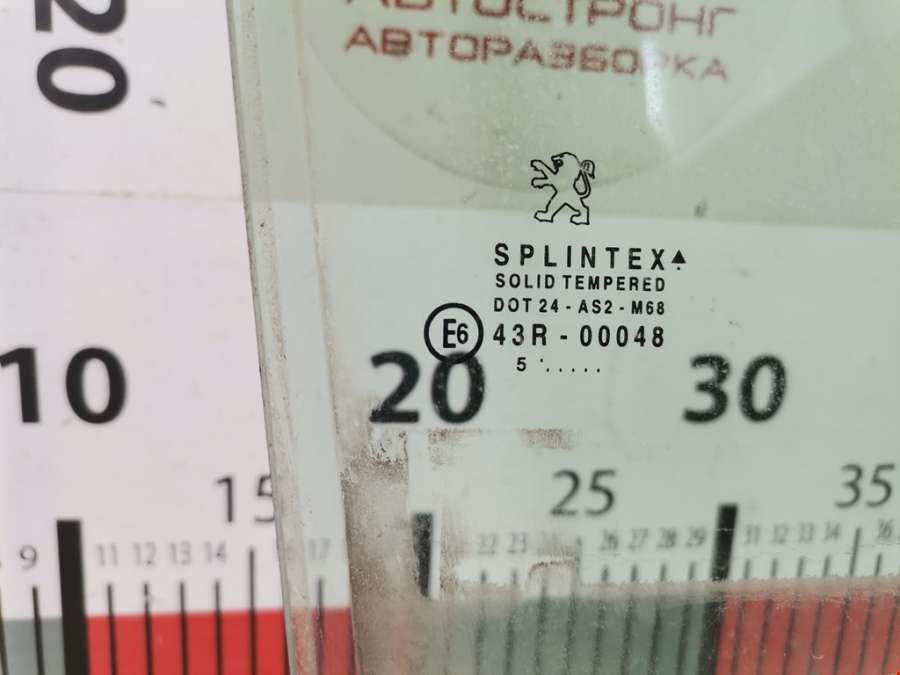 20
АВТОСТРОНГ
АВТОРАЗБОРКА
SPLINTEX
SOLID TEMPERED
DOT 24 - AS2 - M68
E6 43R - 00048
5 ' . . . . .
10 20 30
15 25 35
9 11 12 13 14 17 22 23 26 27 28 29 31 32 33 34 36